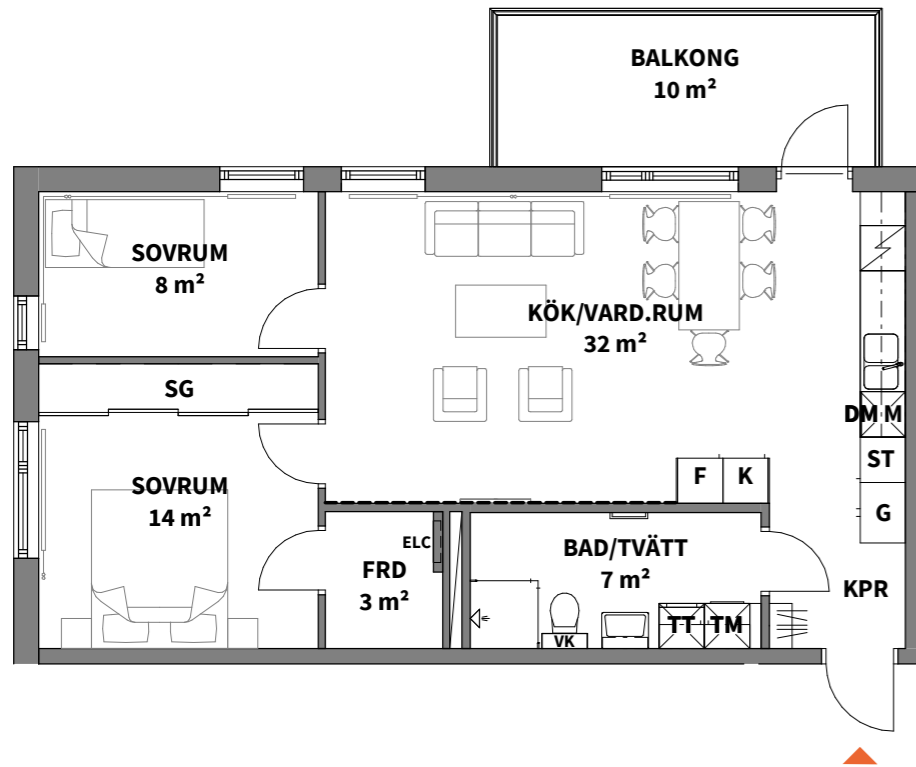 BALKONG
10 m²
SOVRUM
8 m²
KÖK/VARD.RUM
32 m²
SG
DM M
ST
F
K
G
SOVRUM
14 m²
ELC
FRD
3 m²
BAD/TVÄTT
7 m²
KPR
VK
TT
TM